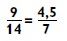 9/14 = 4,5/7